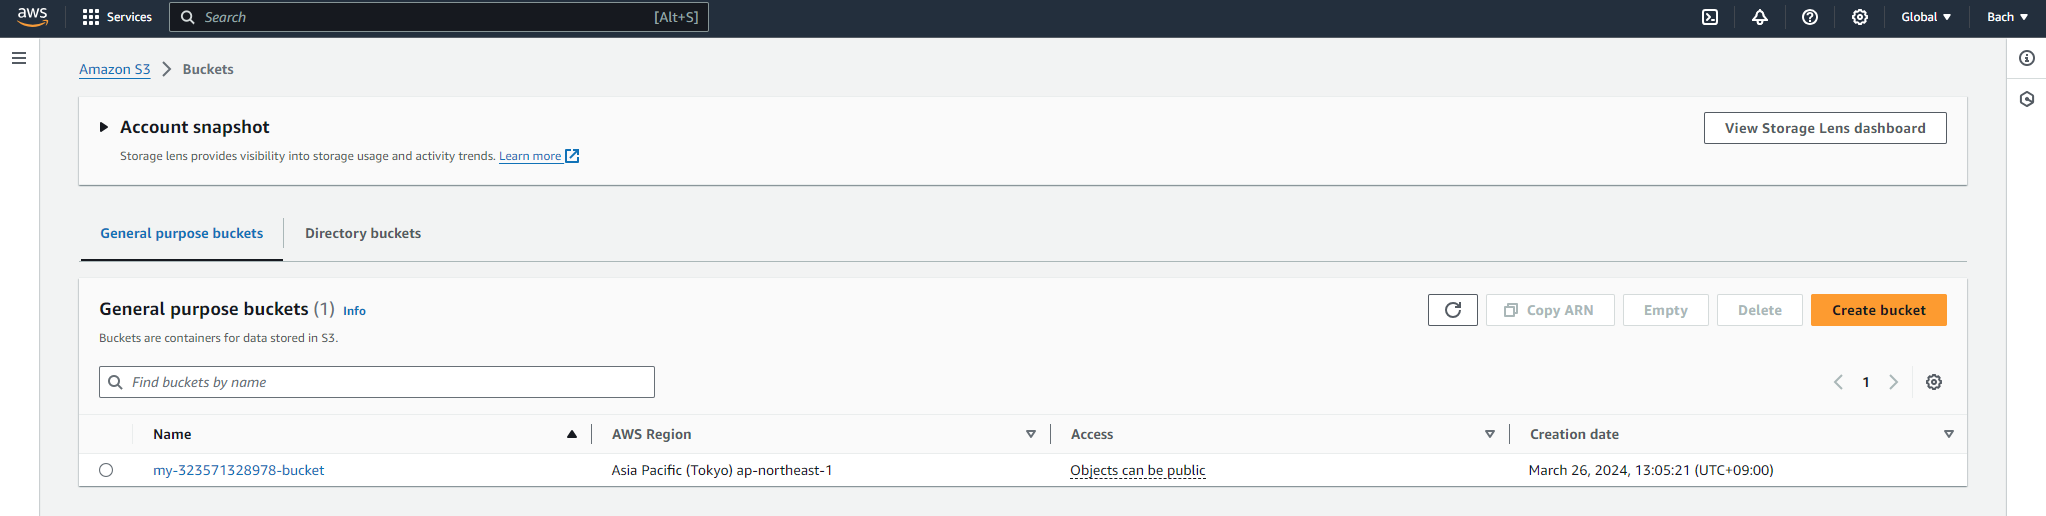 aws Services Search [Alt+S] Global Bach
Amazon S3 Buckets
Account snapshot
View Storage Lens dashboard
Storage lens provides visibility into storage usage and activity trends. Learn more
General purpose buckets Directory buckets
General purpose buckets (1) Info
Copy ARN Empty Delete Create bucket
Buckets are containers for data stored in S3.
Find buckets by name
1
Name AWS Region Access Creation date
my-323571328978-bucket Asia Pacific (Tokyo) ap-northeast-1 Objects can be public March 26, 2024, 13:05:21 (UTC+09:00)